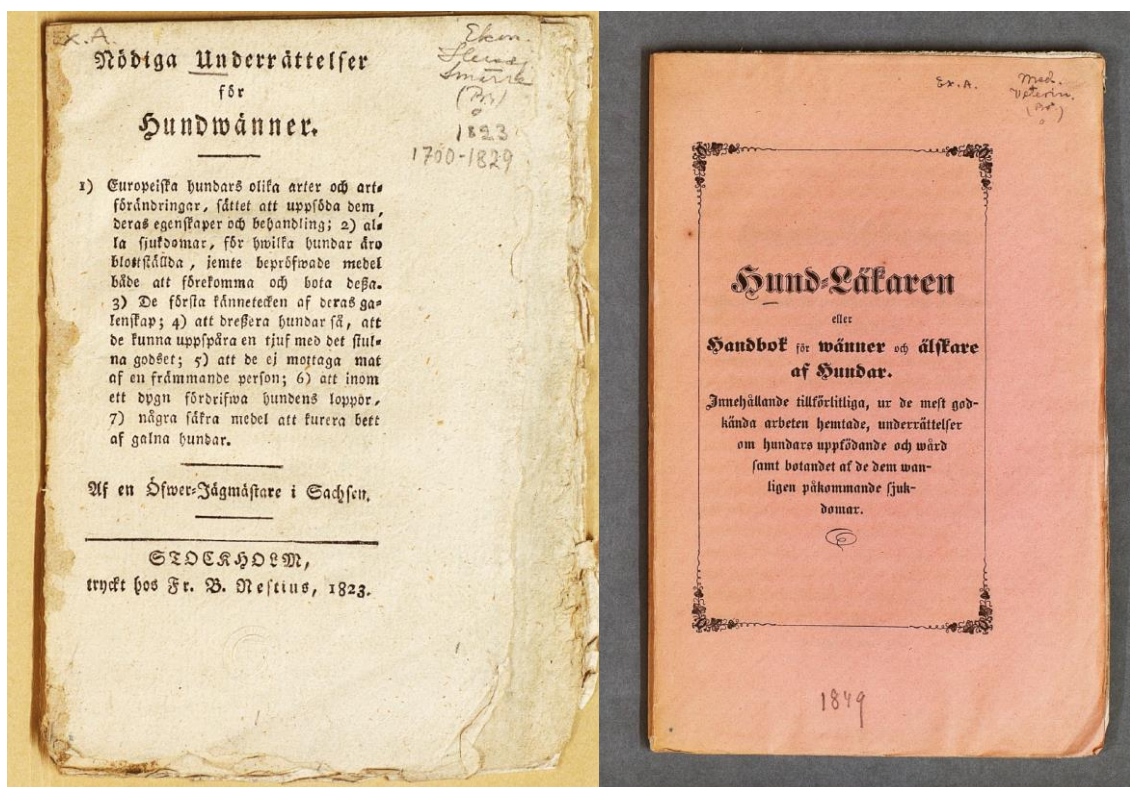 Ex. A.
Ekon.
Smärre
(Br.)
1823
1700-1829
Nödiga Underrättelser
för
Hundwänner.
1) Europeiska hundars olika arter och art-
förändringar, sättet att uppföda dem,
deras egenskaper och behandling; 2) al-
la sjukdomar, för hwilka hundar äro
blottställda, jemte bepröfwade medel
både att förekomma och bota deßa.
3) De första kännetecken af deras ga-
lenskap; 4) att dreßera hundar så, att
de kunna uppspåra en tjuf med det stul-
na godset; 5) att de ej mottaga mat
af en främmande person; 6) att inom
ett dygn fördrifwa hundens loppor,
7) några säkra medel att kurera bett
af galna hundar.
Af en Öfwer-Jägmästare i Sachsen.
STOCKHOLM,
tryckt hos Fr. B. Nestius, 1823.
Ex. A.
Med.
Veterin.
(Br.)
Hund-Läkaren
eller
Handbok för wänner och älskare
af Hundar.
Innehållande tillförlitliga, ur de mest god-
kända arbeten hemtade, underrättelser
om hundars uppfödande och wård
samt botandet af de dem wan-
ligen påkommande sjuk-
domar.
1849